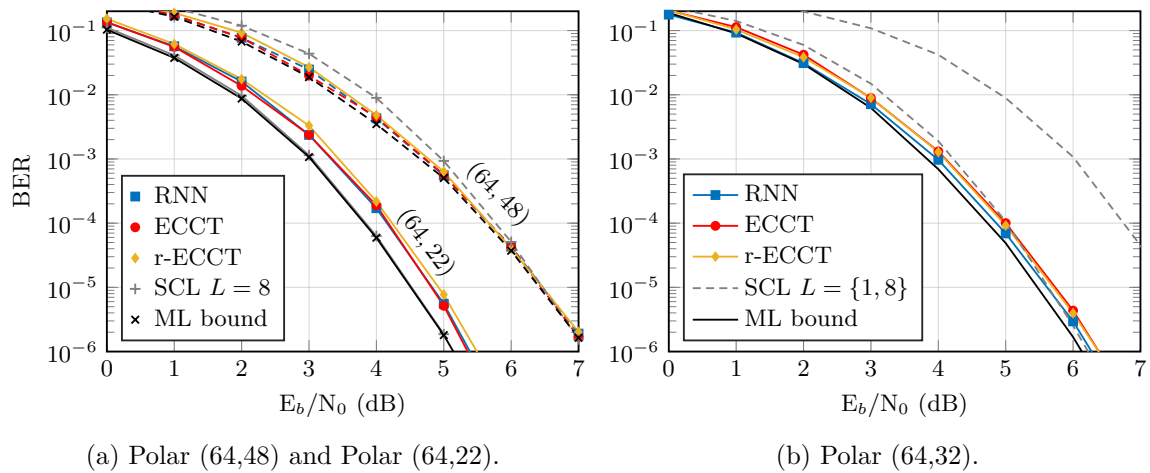 10⁻¹
10⁻²
10⁻³
10⁻⁴
10⁻⁵
10⁻⁶
BER
0 1 2 3 4 5 6 7
E_b/N₀ (dB)
(64, 48)
(64, 22)
RNN
ECCT
r-ECCT
SCL L = 8
ML bound
(a) Polar (64,48) and Polar (64,22).
10⁻¹
10⁻²
10⁻³
10⁻⁴
10⁻⁵
10⁻⁶
0 1 2 3 4 5 6 7
E_b/N₀ (dB)
RNN
ECCT
r-ECCT
SCL L = {1, 8}
ML bound
(b) Polar (64,32).